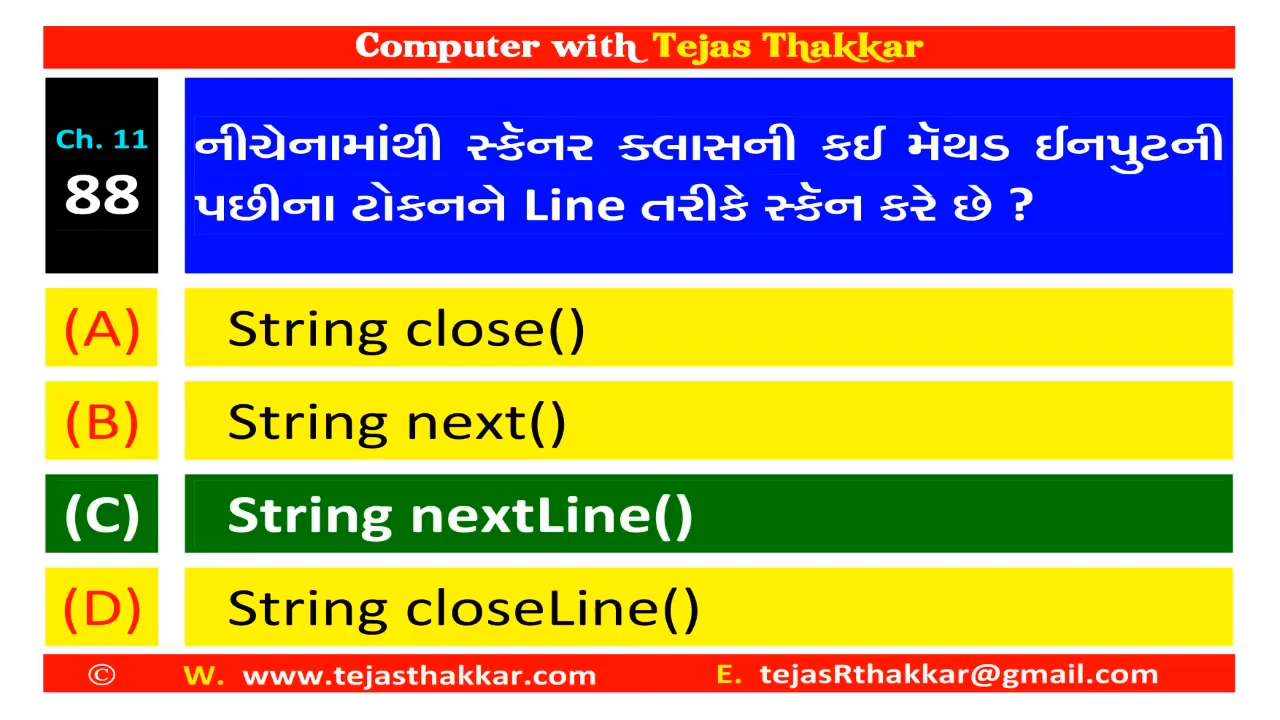 Computer with Tejas Thakkar
Ch. 11
88
નીચેનામાંથી સ્કૅનર ક્લાસની કઈ મૅથડ ઈનપુટની
પછીના ટોકનને Line તરીકે સ્કૅન કરે છે ?
(A) String close()
(B) String next()
(C) String nextLine()
(D) String closeLine()
© W. www.tejasthakkar.com E. tejasRthakkar@gmail.com